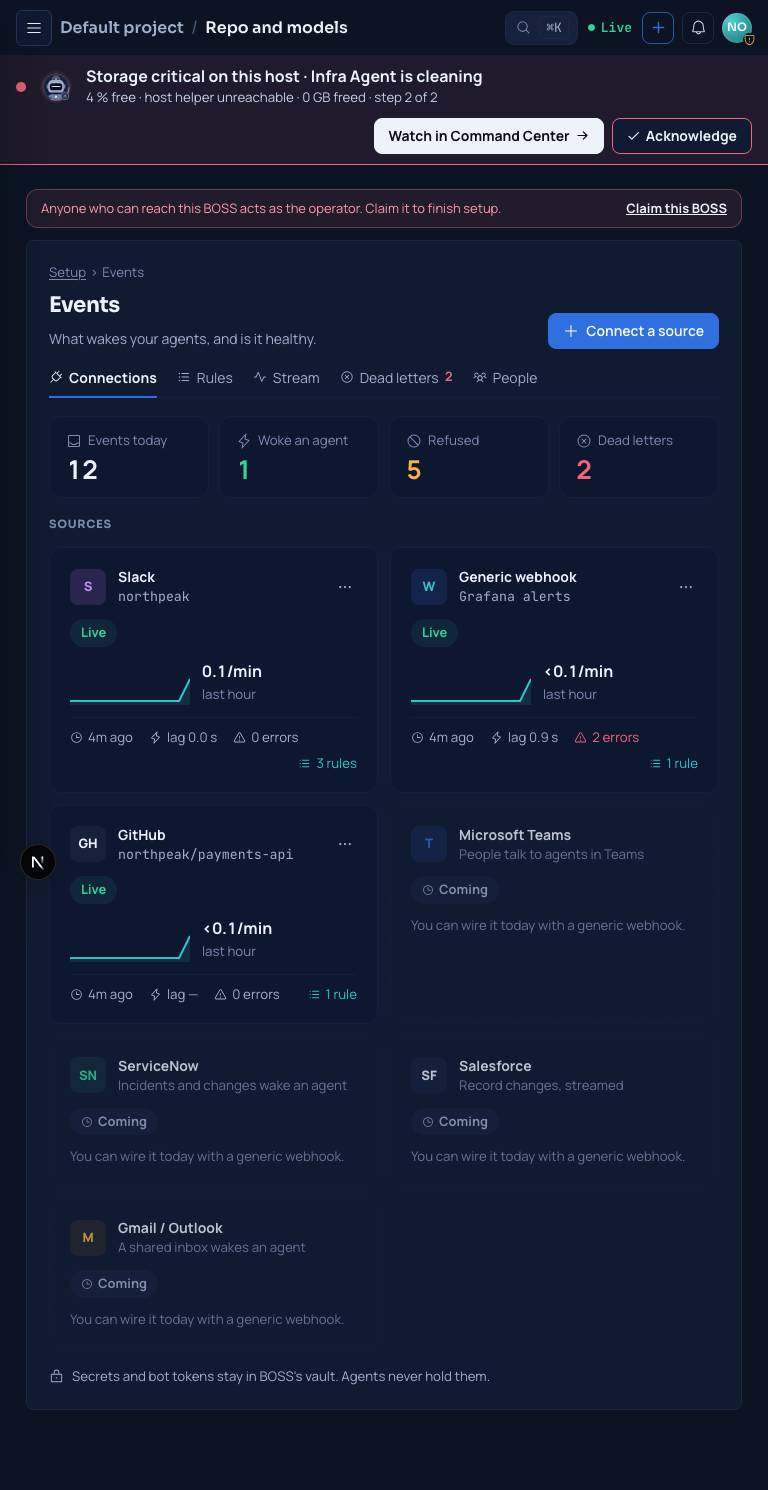 Default project / Repo and models
⌘K
Live
NO
Storage critical on this host · Infra Agent is cleaning
4 % free · host helper unreachable · 0 GB freed · step 2 of 2
Watch in Command Center →
Acknowledge
Anyone who can reach this BOSS acts as the operator. Claim it to finish setup.
Claim this BOSS
Setup > Events
Events
What wakes your agents, and is it healthy.
Connect a source
Connections
Rules
Stream
Dead letters 2
People
Events today
12
Woke an agent
1
Refused
5
Dead letters
2
SOURCES
S
Slack
northpeak
...
Live
0.1/min
last hour
4m ago
lag 0.0 s
0 errors
3 rules
W
Generic webhook
Grafana alerts
...
Live
<0.1/min
last hour
4m ago
lag 0.9 s
2 errors
1 rule
GH
GitHub
northpeak/payments-api
...
Live
<0.1/min
last hour
4m ago
lag —
0 errors
1 rule
N
T
Microsoft Teams
People talk to agents in Teams
Coming
You can wire it today with a generic webhook.
SN
ServiceNow
Incidents and changes wake an agent
Coming
You can wire it today with a generic webhook.
SF
Salesforce
Record changes, streamed
Coming
You can wire it today with a generic webhook.
M
Gmail / Outlook
A shared inbox wakes an agent
Coming
You can wire it today with a generic webhook.
Secrets and bot tokens stay in BOSS's vault. Agents never hold them.